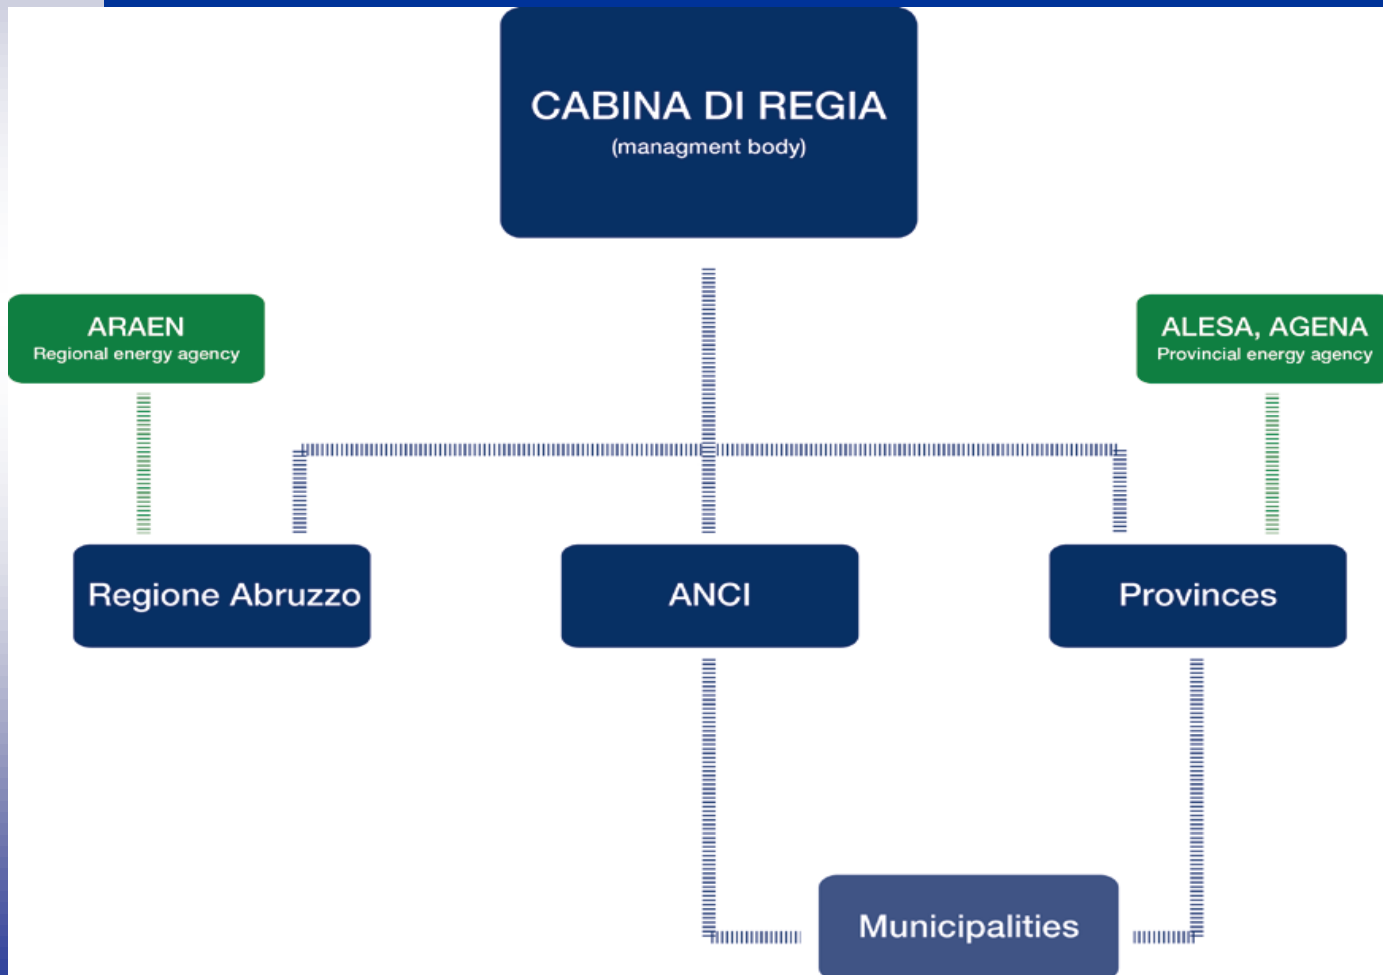 CABINA DI REGIA
(managment body)
ARAEN
Regional energy agency
ALESA, AGENA
Provincial energy agency
Regione Abruzzo
ANCI
Provinces
Municipalities